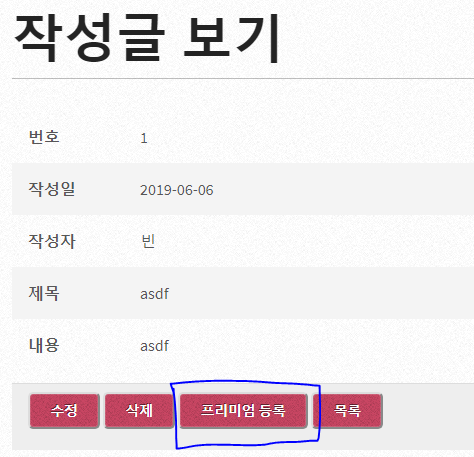 작성글 보기
번호 1
작성일 2019-06-06
작성자 빈
제목 asdf
내용 asdf
수정 삭제 프리미엄 등록 목록